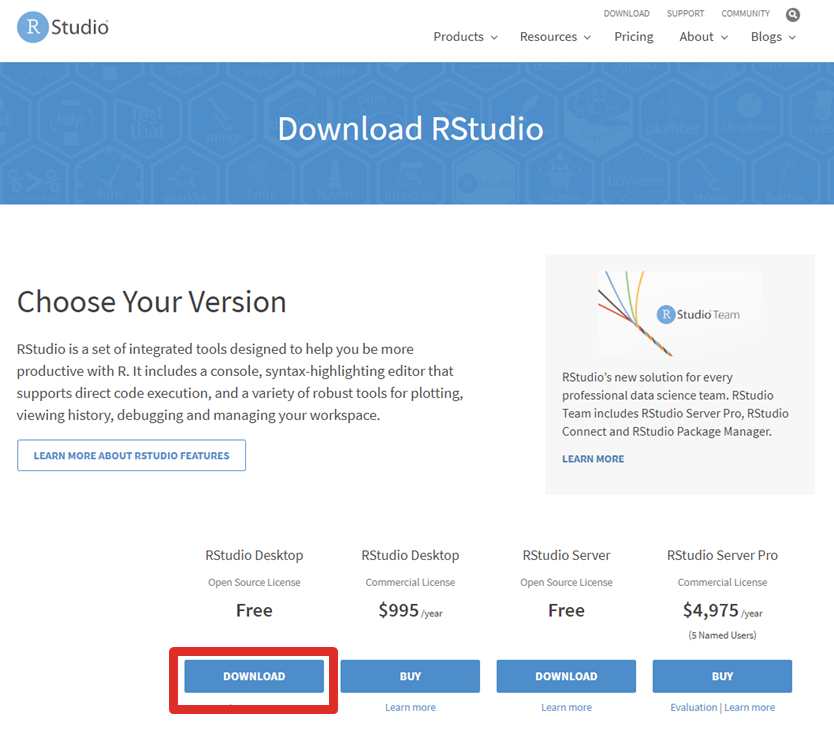 R Studio
DOWNLOAD SUPPORT COMMUNITY
Products Resources Pricing About Blogs
Download RStudio
Choose Your Version
RStudio is a set of integrated tools designed to help you be more
productive with R. It includes a console, syntax-highlighting editor that
supports direct code execution, and a variety of robust tools for plotting,
viewing history, debugging and managing your workspace.
LEARN MORE ABOUT RSTUDIO FEATURES
R Studio Team
RStudio's new solution for every
professional data science team. RStudio
Team includes RStudio Server Pro, RStudio
Connect and RStudio Package Manager.
LEARN MORE
RStudio Desktop RStudio Desktop RStudio Server RStudio Server Pro
Open Source License Commercial License Open Source License Commercial License
Free $995 /year Free $4,975 /year
(5 Named Users)
DOWNLOAD BUY DOWNLOAD BUY
Learn more Learn more Evaluation | Learn more